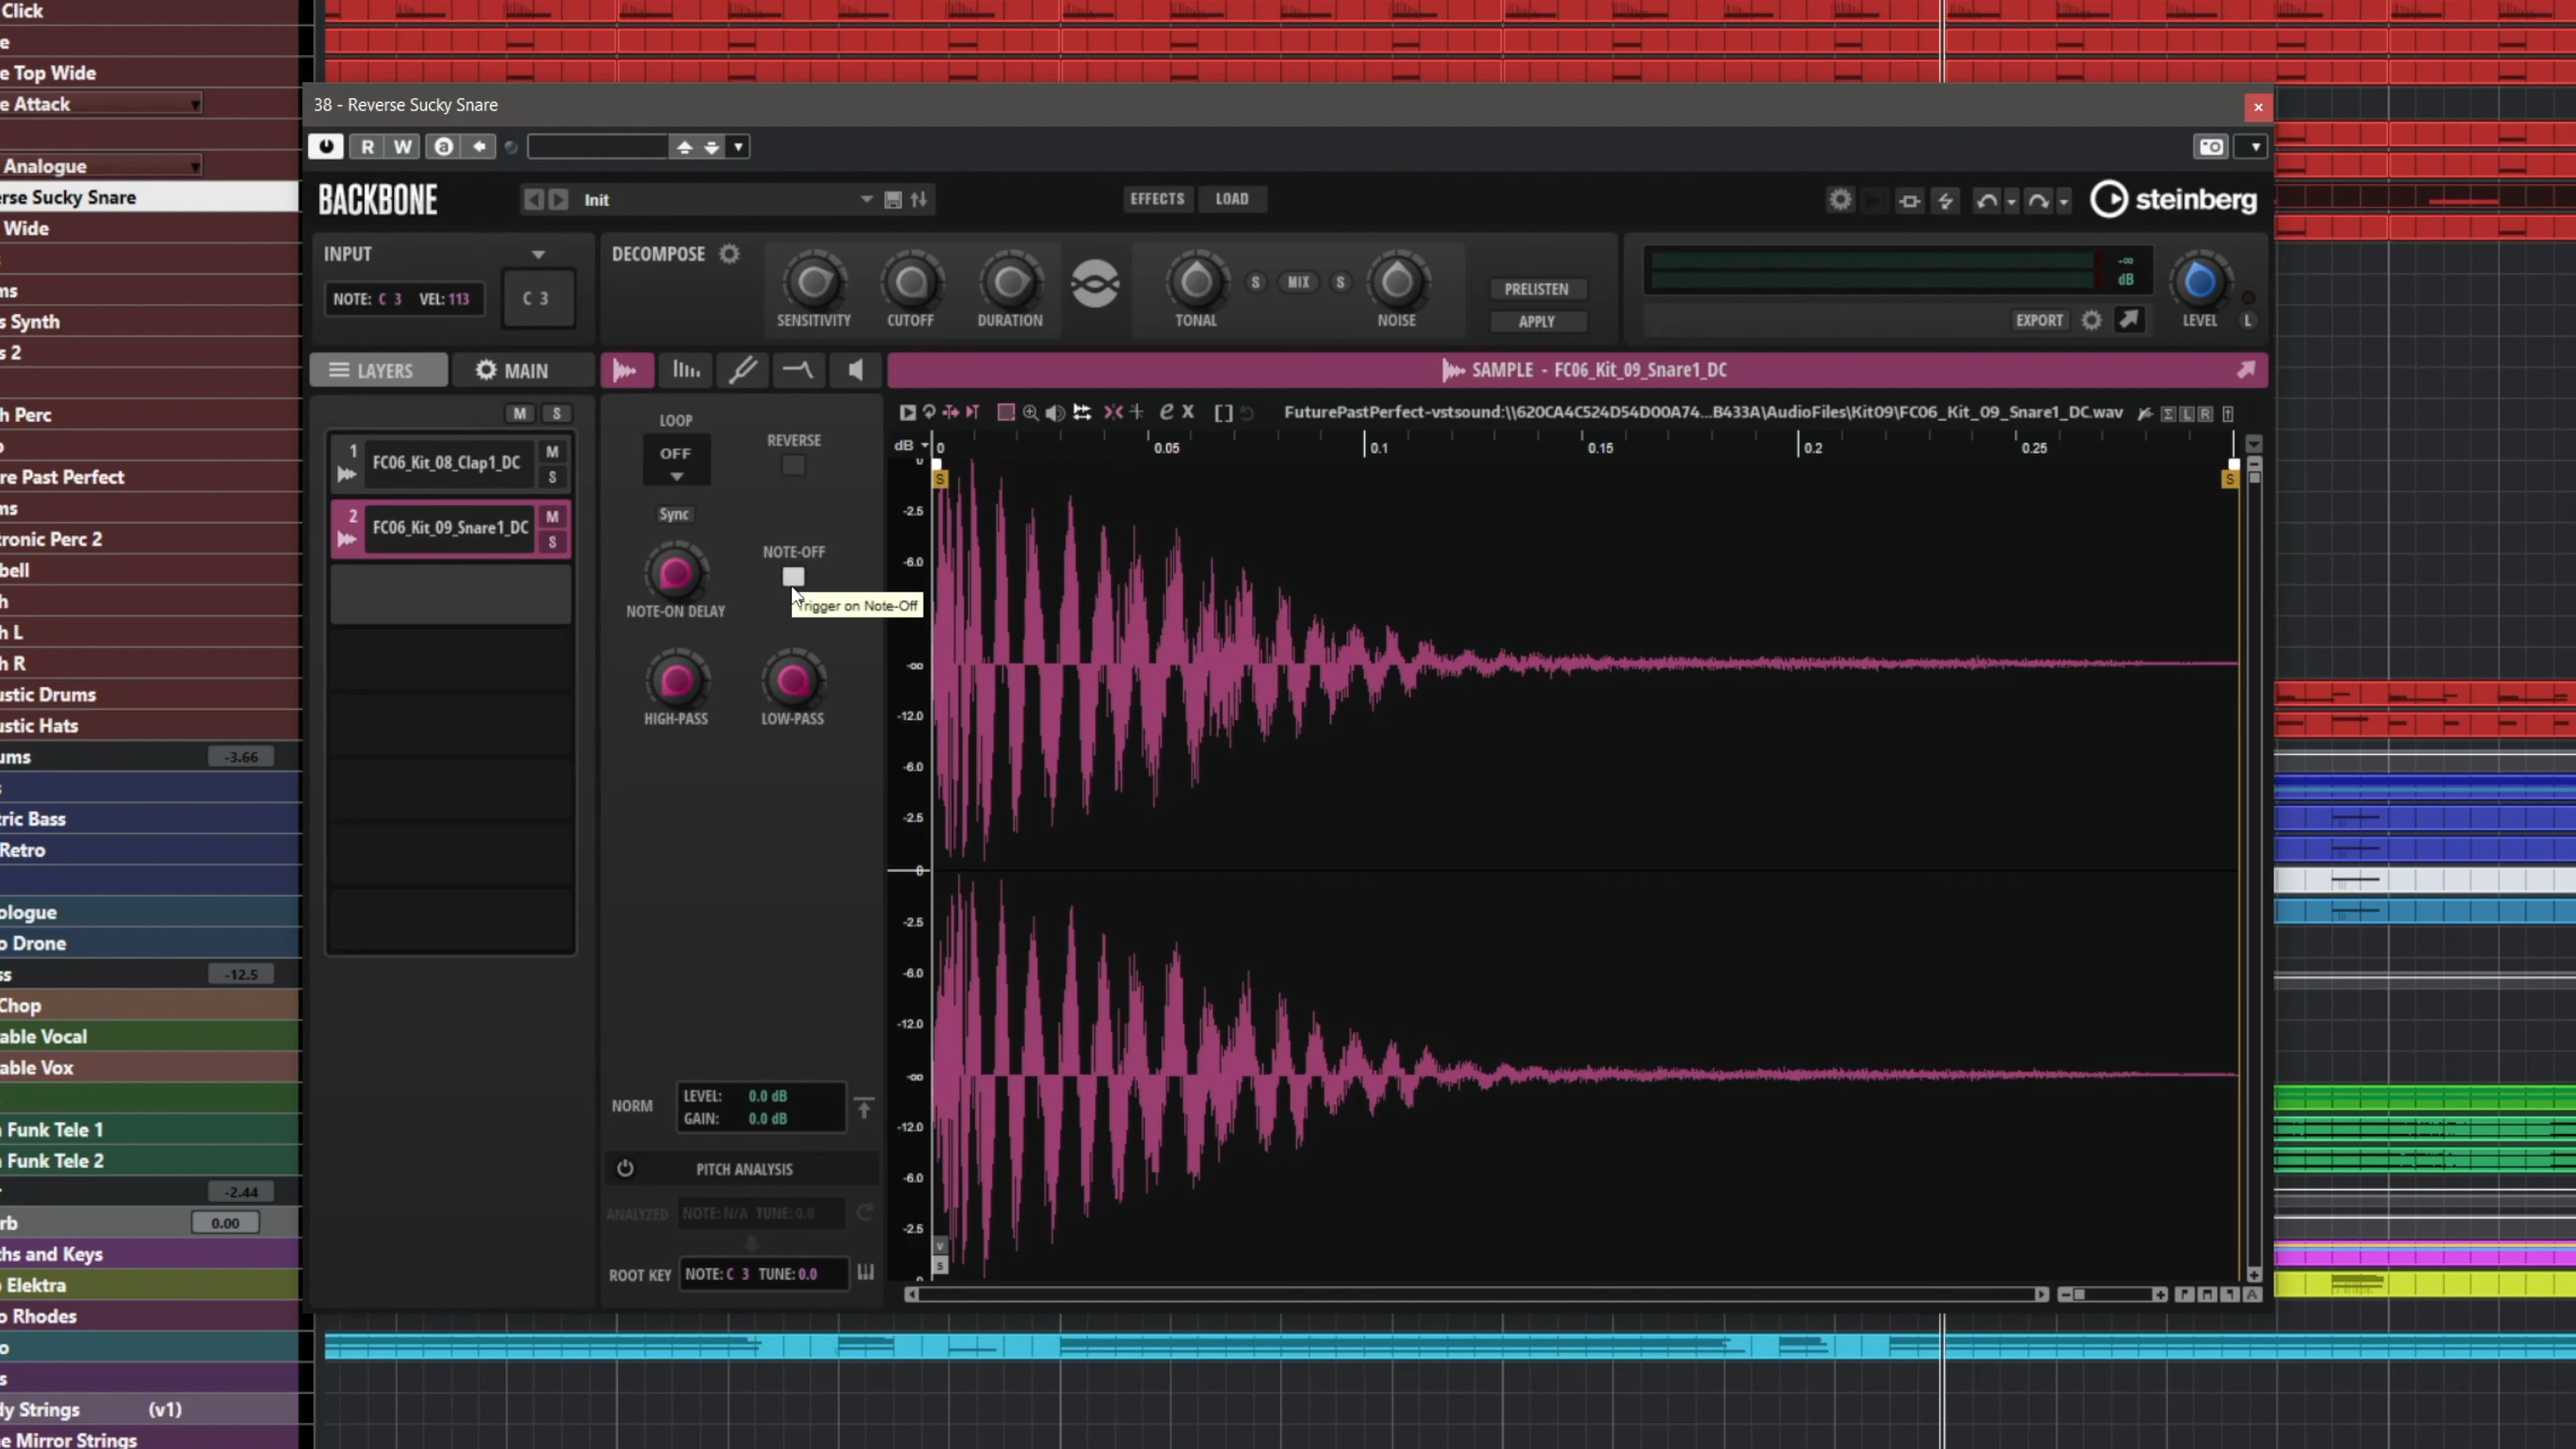 Click
e
e Top Wide
e Attack
Analogue
erse Sucky Snare
Wide
ms
s Synth
s 2
h Perc
o
re Past Perfect
ms
tronic Perc 2
bell
h
h L
h R
ustic Drums
ustic Hats
ums -3.66
s
tric Bass
Retro
ologue
o Drone
ss -12.5
Chop
able Vocal
able Vox
Funk Tele 1
Funk Tele 2
-2.44
rb 0.00
hs and Keys
o Elektra
o Rhodes
o
s
dy Strings (v1)
e Mirror Strings
38 - Reverse Sucky Snare
R W a
BACKBONE Init EFFECTS LOAD steinberg
INPUT
NOTE: C 3 VEL: 113 C 3
DECOMPOSE
SENSITIVITY CUTOFF DURATION TONAL S MIX S NOISE
PRELISTEN
APPLY
-∞
dB
EXPORT LEVEL L
LAYERS MAIN
SAMPLE - FC06_Kit_09_Snare1_DC
M S
1 FC06_Kit_08_Clap1_DC M S
2 FC06_Kit_09_Snare1_DC M S
LOOP
OFF
REVERSE
Sync
NOTE-OFF
NOTE-ON DELAY
Trigger on Note-Off
HIGH-PASS LOW-PASS
NORM LEVEL: 0.0 dB
GAIN: 0.0 dB
PITCH ANALYSIS
ANALYZED NOTE: N/A TUNE: 0.0
ROOT KEY NOTE: C 3 TUNE: 0.0
e X [] FuturePastPerfect-vstsound:\\620CA4C524D54D00A74...B433A\AudioFiles\Kit09\FC06_Kit_09_Snare1_DC.wav Σ L R
dB 0 0.05 0.1 0.15 0.2 0.25
S S
0
-2.5
-6.0
-∞
-12.0
-6.0
-2.5
0
-2.5
-6.0
-12.0
-∞
-12.0
-6.0
-2.5
0
V
S
A